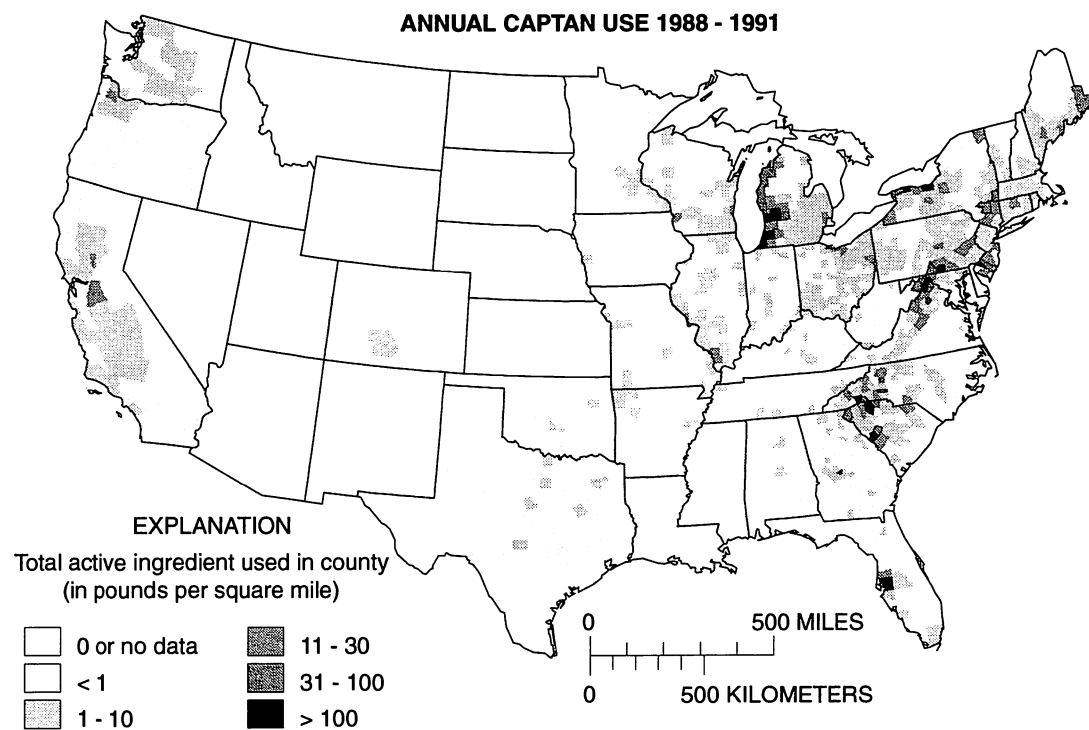 ANNUAL CAPTAN USE 1988 - 1991
EXPLANATION
Total active ingredient used in county
(in pounds per square mile)
0 or no data
< 1
1 - 10
11 - 30
31 - 100
> 100
0 500 MILES
0 500 KILOMETERS